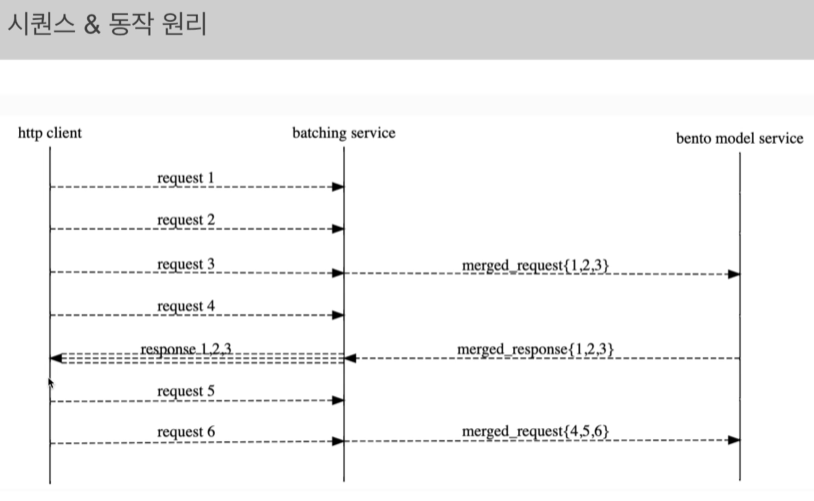 시퀀스 & 동작 원리
http client
batching service
bento model service
request 1
request 2
request 3
merged_request{1,2,3}
request 4
response 1,2,3
merged_response{1,2,3}
request 5
request 6
merged_request{4,5,6}